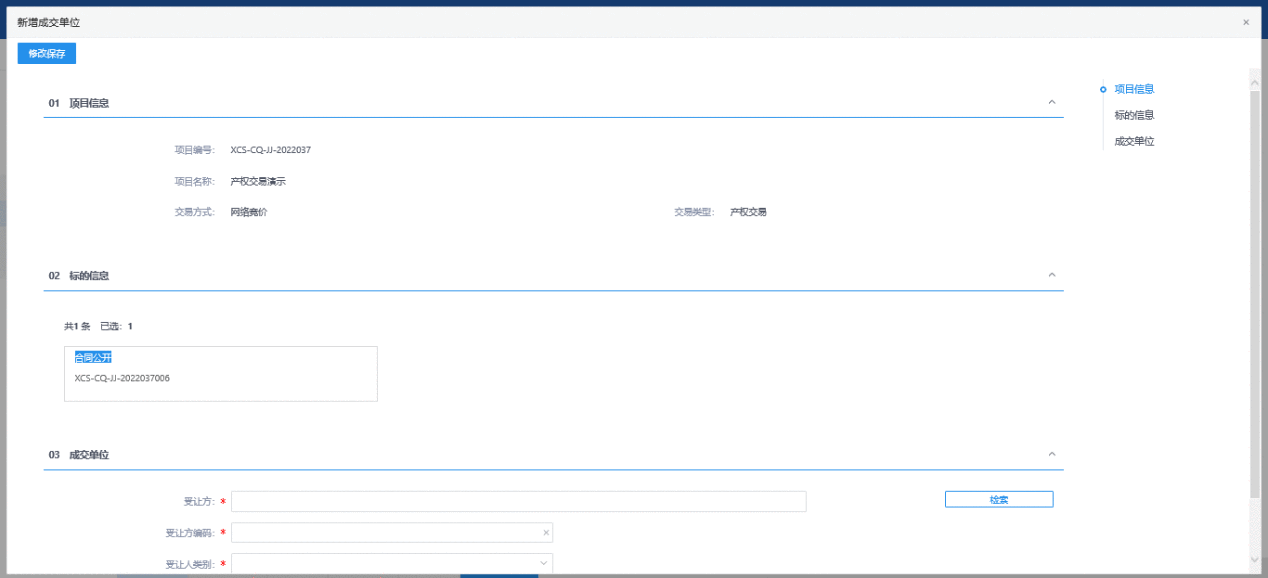 新增成交单位 ×
修改保存
01 项目信息
项目信息
标的信息
成交单位
项目编号: XCS-CQ-JJ-2022037
项目名称: 产权交易演示
交易方式: 网络竞价 交易类型: 产权交易
02 标的信息
共1 条 已选: 1
合同公开
XCS-CQ-JJ-2022037006
03 成交单位
受让方: * 检索
受让方编码: * ×
受让人类别: *